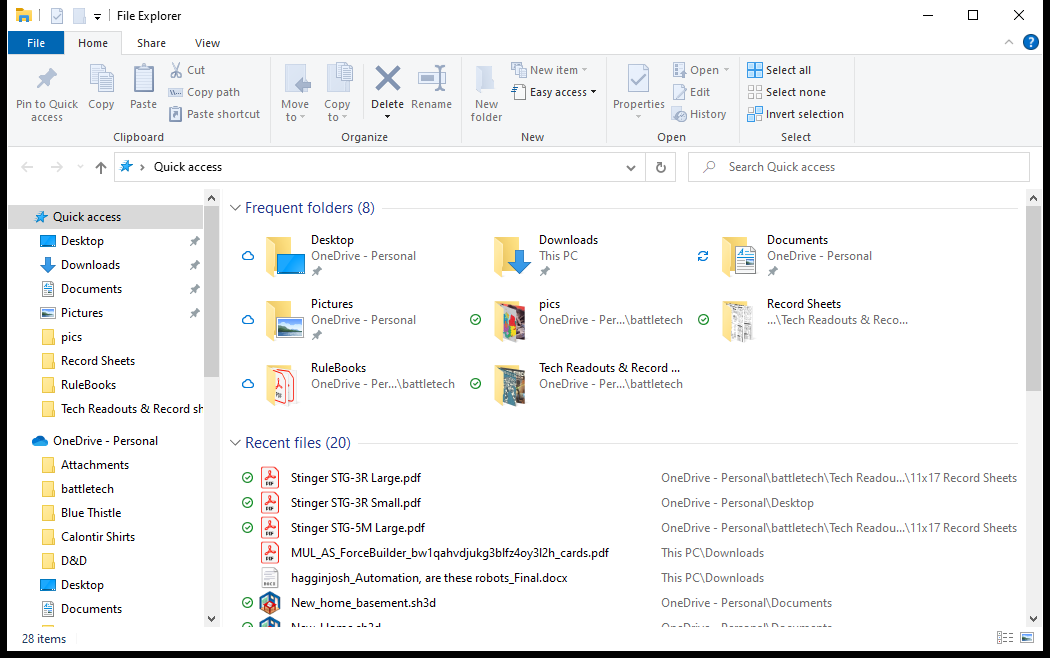 File Explorer
File Home Share View
Pin to Quick access
Copy
Paste
Cut
Copy path
Paste shortcut
Clipboard
Move to
Copy to
Delete
Rename
Organize
New folder
New item
Easy access
New
Properties
Open
Edit
History
Open
Select all
Select none
Invert selection
Select
Quick access
Search Quick access
Quick access
Desktop
Downloads
Documents
Pictures
pics
Record Sheets
RuleBooks
Tech Readouts & Record sh
OneDrive - Personal
Attachments
battletech
Blue Thistle
Calontir Shirts
D&D
Desktop
Documents
Frequent folders (8)
Desktop
OneDrive - Personal
Downloads
This PC
Documents
OneDrive - Personal
Pictures
OneDrive - Personal
pics
OneDrive - Per...\battletech
Record Sheets
...\Tech Readouts & Reco...
RuleBooks
OneDrive - Per...\battletech
Tech Readouts & Record ...
OneDrive - Per...\battletech
Recent files (20)
Stinger STG-3R Large.pdf OneDrive - Personal\battletech\Tech Readou...\11x17 Record Sheets
Stinger STG-3R Small.pdf OneDrive - Personal\Desktop
Stinger STG-5M Large.pdf OneDrive - Personal\battletech\Tech Readou...\11x17 Record Sheets
MUL_AS_ForceBuilder_bw1qahvdjukg3blfz4oy3l2h_cards.pdf This PC\Downloads
hagginjosh_Automation, are these robots_Final.docx This PC\Downloads
New_home_basement.sh3d OneDrive - Personal\Documents
New_Home.sh3d OneDrive - Personal\Documents
28 items